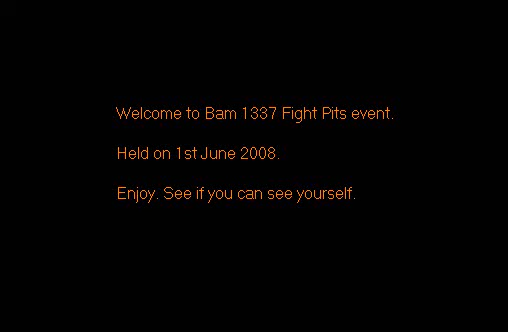 Welcome to Bam 1337 Fight Pits event.
Held on 1st June 2008.
Enjoy. See if you can see yourself.